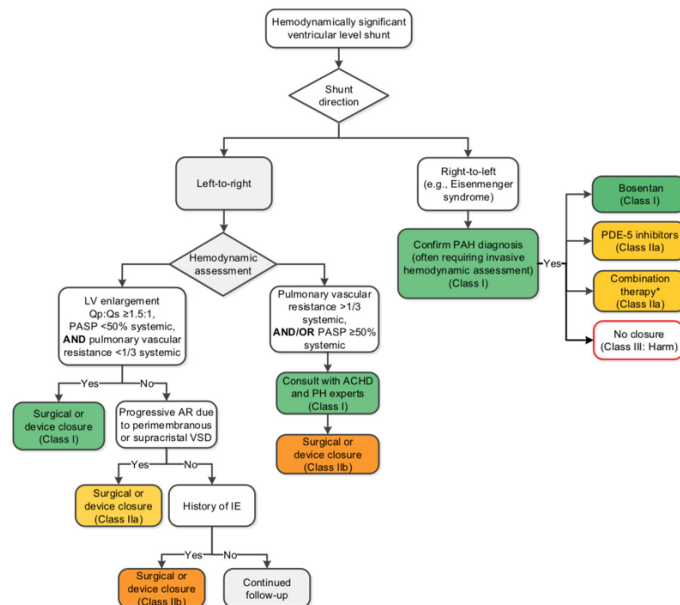 Hemodynamically significant
ventricular level shunt
Shunt
direction
Left-to-right
Right-to-left
(e.g., Eisenmenger
syndrome)
Bosentan
(Class I)
PDE-5 inhibitors
(Class IIa)
Combination
therapy*
(Class IIa)
No closure
(Class III: Harm)
Confirm PAH diagnosis
(often requiring invasive
hemodynamic assessment)
(Class I)
Yes
Hemodynamic
assessment
LV enlargement
Qp:Qs ≥1.5:1,
PASP <50% systemic,
AND pulmonary vascular
resistance <1/3 systemic
Pulmonary vascular
resistance >1/3
systemic,
AND/OR PASP ≥50%
systemic
Yes
No
Surgical or
device closure
(Class I)
Progressive AR due
to perimembranous
or supracristal VSD
Consult with ACHD
and PH experts
(Class I)
Surgical or
device closure
(Class IIb)
Yes
No
Surgical or
device closure
(Class IIa)
History of IE
Yes
No
Surgical or
device closure
(Class IIb)
Continued
follow-up